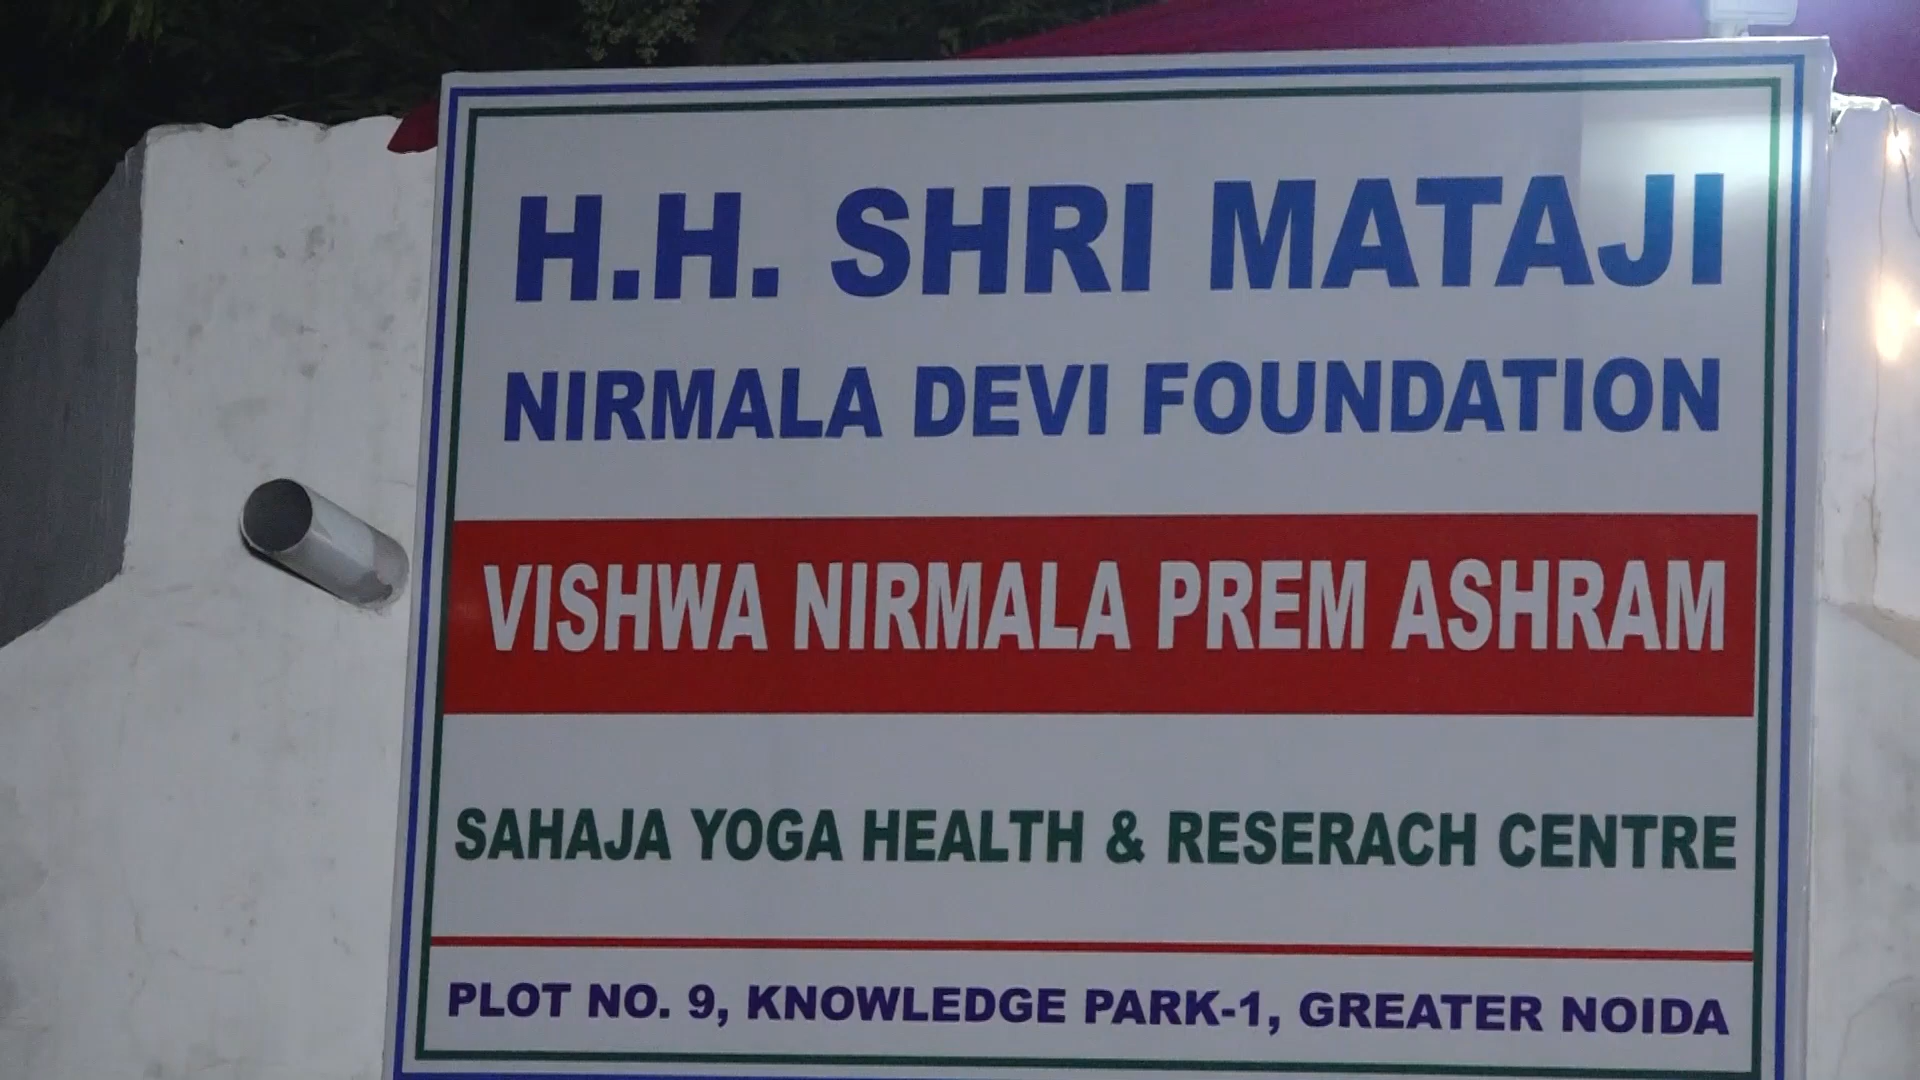 H.H. SHRI MATAJI
NIRMALA DEVI FOUNDATION
VISHWA NIRMALA PREM ASHRAM
SAHAJA YOGA HEALTH & RESERACH CENTRE
PLOT NO. 9, KNOWLEDGE PARK-1, GREATER NOIDA